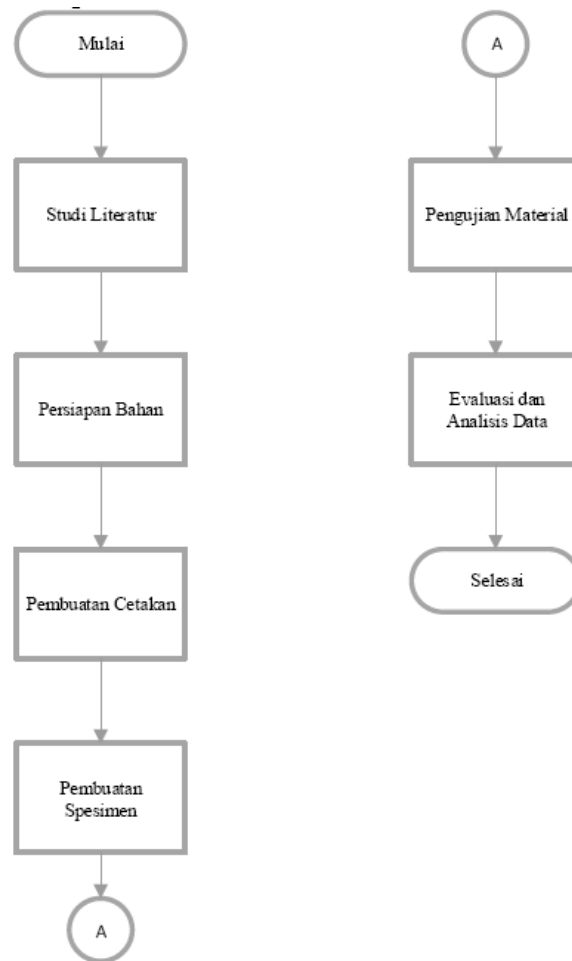 Mulai
Studi Literatur
Persiapan Bahan
Pembuatan Cetakan
Pembuatan
Spesimen
A
A
Pengujian Material
Evaluasi dan
Analisis Data
Selesai